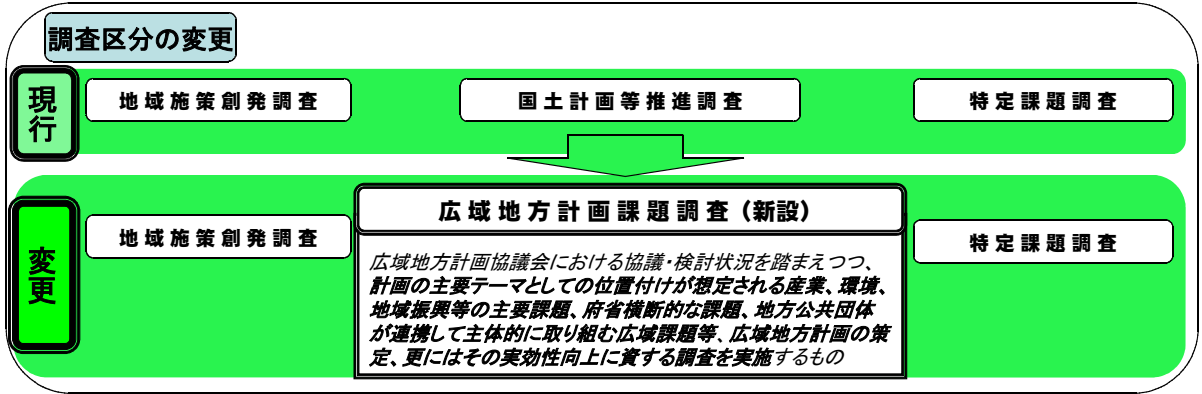 調査区分の変更
現行
地域施策創発調査
国土計画等推進調査
特定課題調査
変更
地域施策創発調査
広域地方計画課題調査（新設）
特定課題調査
広域地方計画協議会における協議・検討状況を踏まえつつ、
計画の主要テーマとしての位置付けが想定される産業、環境、
地域振興等の主要課題、府省横断的な課題、地方公共団体
が連携して主体的に取り組む広域課題等、広域地方計画の策
定、更にはその実効性向上に資する調査を実施するもの